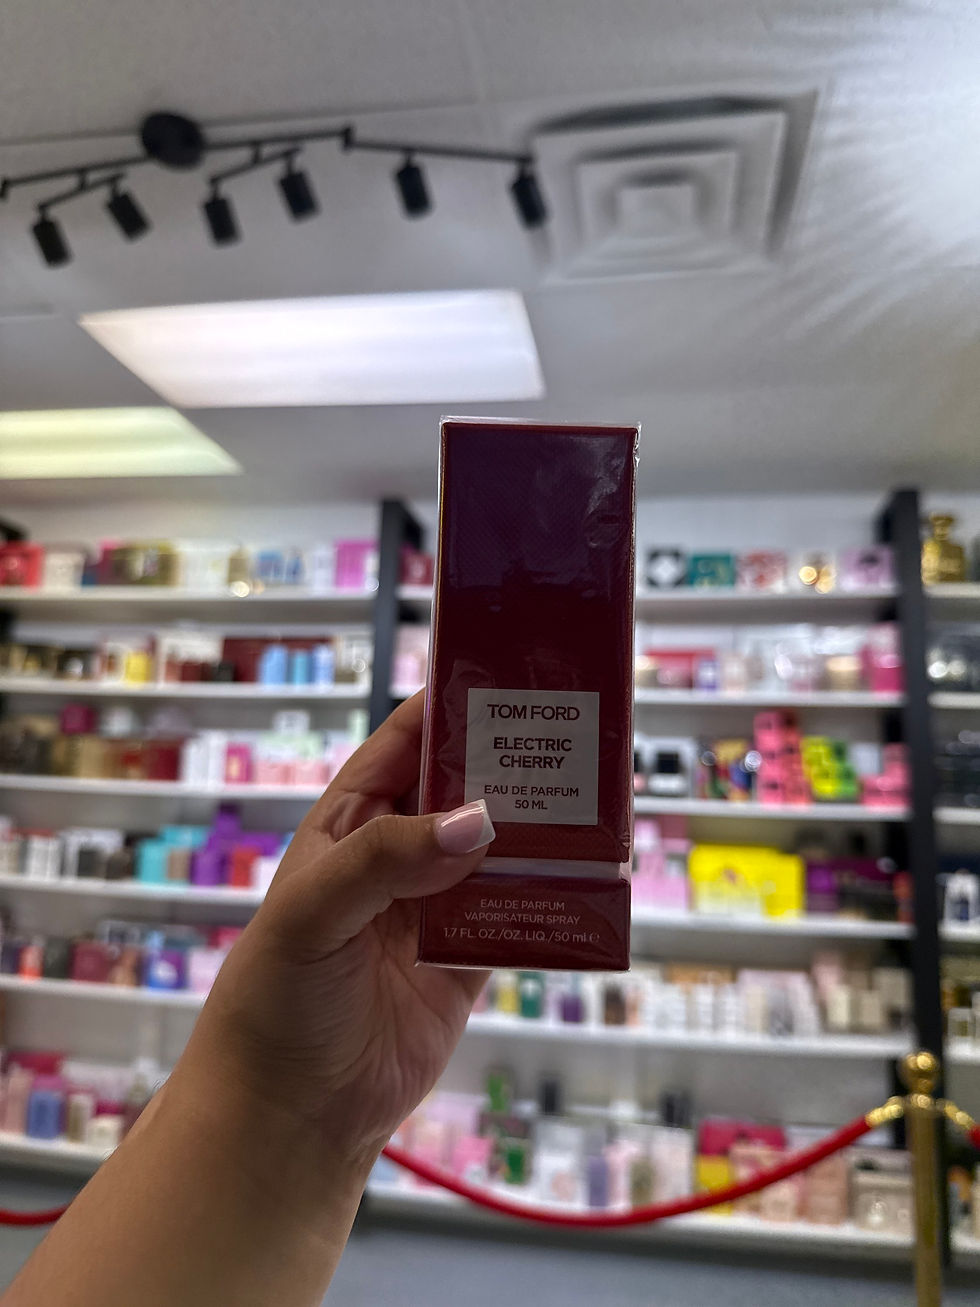 TOM FORD
ELECTRIC
CHERRY
EAU DE PARFUM
50 ML
EAU DE PARFUM
VAPORISATEUR SPRAY
1.7 FL. OZ./OZ. LIQ./50 ml ℮